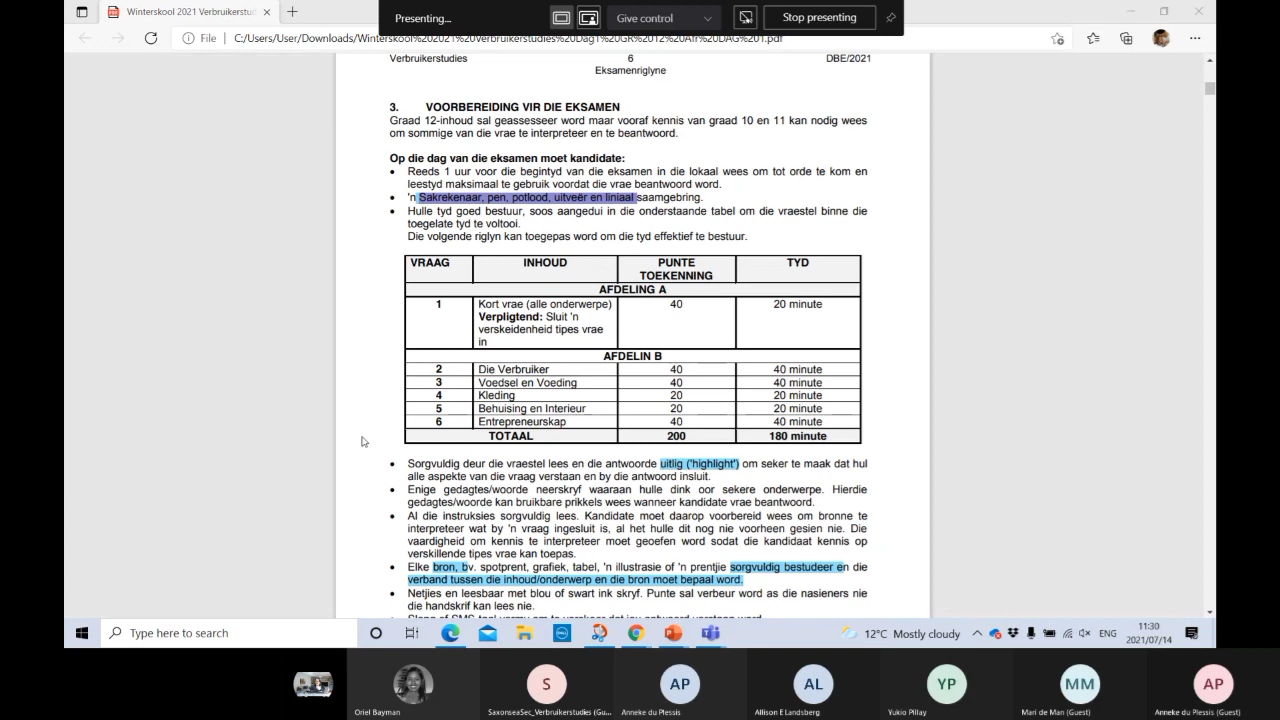 Winterskool 2021 Verbruikerstud
Presenting...
Give control
Stop presenting
File
C:/Users/User/Downloads/Winterskool%202021%20Verbruikerstudies%20Dag1%20GR%2012%20Afr%20DAG%201.pdf
Verbruikerstudies 6 DBE/2021
Eksamenriglyne
3. VOORBEREIDING VIR DIE EKSAMEN
Graad 12-inhoud sal geassesseer word maar vooraf kennis van graad 10 en 11 kan nodig wees
om sommige van die vrae te interpreteer en te beantwoord.
Op die dag van die eksamen moet kandidate:
• Reeds 1 uur voor die begintyd van die eksamen in die lokaal wees om tot orde te kom en
leestyd maksimaal te gebruik voordat die vrae beantwoord word.
• 'n Sakrekenaar, pen, potlood, uitveër en liniaal saamgebring.
• Hulle tyd goed bestuur, soos aangedui in die onderstaande tabel om die vraestel binne die
toegelate tyd te voltooi.
Die volgende riglyn kan toegepas word om die tyd effektief te bestuur.
VRAAG INHOUD PUNTE TYD
TOEKENNING
AFDELING A
1 Kort vrae (alle onderwerpe) 40 20 minute
Verpligtend: Sluit 'n
verskeidenheid tipes vrae
in
AFDELIN B
2 Die Verbruiker 40 40 minute
3 Voedsel en Voeding 40 40 minute
4 Kleding 20 20 minute
5 Behuising en Interieur 20 20 minute
6 Entrepreneurskap 40 40 minute
TOTAAL 200 180 minute
• Sorgvuldig deur die vraestel lees en die antwoorde uitlig ('highlight') om seker te maak dat hul
alle aspekte van die vraag verstaan en by die antwoord insluit.
• Enige gedagtes/woorde neerskryf waaraan hulle dink oor sekere onderwerpe. Hierdie
gedagtes/woorde kan bruikbare prikkels wees wanneer kandidate vrae beantwoord.
• Al die instruksies sorgvuldig lees. Kandidate moet daarop voorbereid wees om bronne te
interpreteer wat by 'n vraag ingesluit is, al het hulle dit nog nie voorheen gesien nie. Die
vaardigheid om kennis te interpreteer moet geoefen word sodat die kandidaat kennis op
verskillende tipes vrae kan toepas.
• Elke bron, bv. spotprent, grafiek, tabel, 'n illustrasie of 'n prentjie sorgvuldig bestudeer en die
verband tussen die inhoud/onderwerp en die bron moet bepaal word.
• Netjies en leesbaar met blou of swart ink skryf. Punte sal verbeur word as die nasieners nie
die handskrif kan lees nie.
Type here to search
12°C Mostly cloudy
ENG
11:30
2021/07/14
S AP AL YP MM AP
Oriel Bayman SaxonseaSec_Verbruikerstudies (Gu... Anneke du Plessis Allison E Landsberg Yukio Pillay Mari de Man (Guest) Anneke du Plessis (Guest)